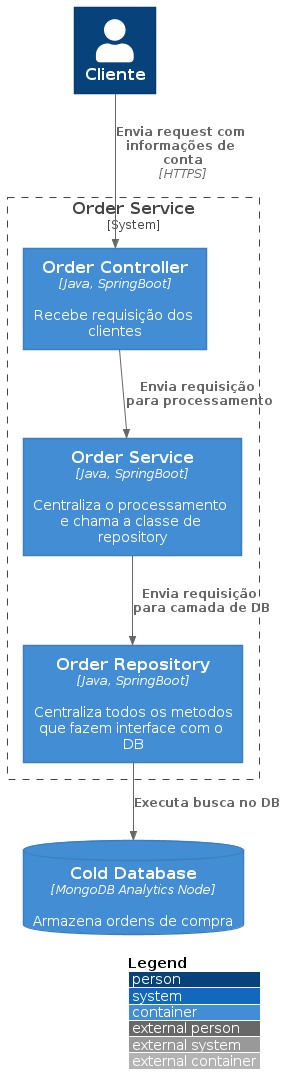 Cliente
Envia request com
informações de
conta
[HTTPS]
Order Service
[System]
Order Controller
[Java, SpringBoot]
Recebe requisição dos
clientes
Envia requisição
para processamento
Order Service
[Java, SpringBoot]
Centraliza o processamento
e chama a classe de
repository
Envia requisição
para camada de DB
Order Repository
[Java, SpringBoot]
Centraliza todos os metodos
que fazem interface com o
DB
Executa busca no DB
Cold Database
[MongoDB Analytics Node]
Armazena ordens de compra
Legend
person
system
container
external person
external system
external container